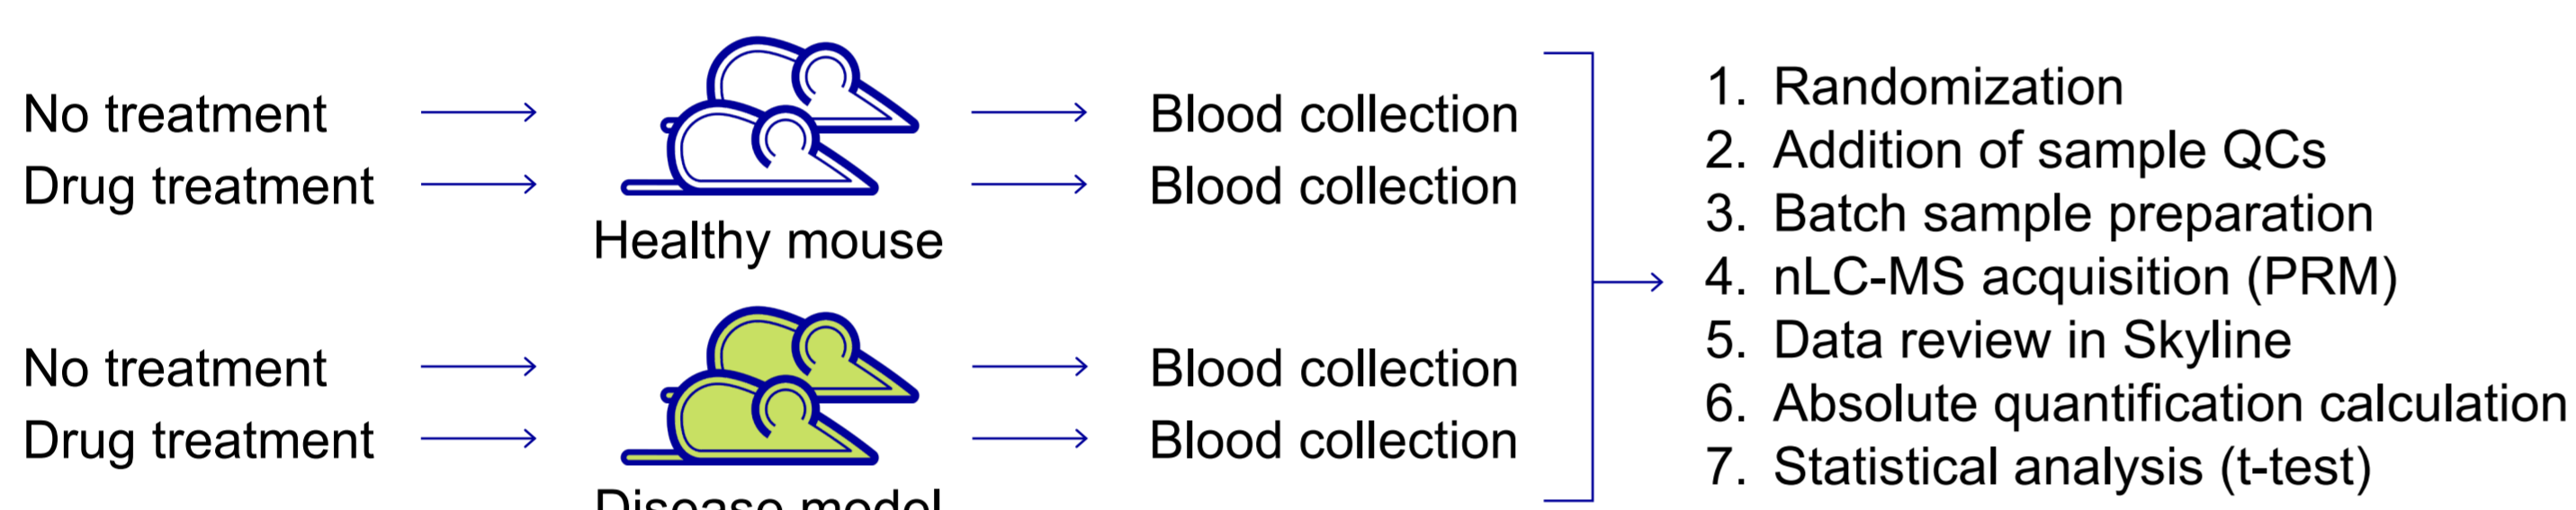 No treatment
Drug treatment
Healthy mouse
Blood collection
Blood collection
No treatment
Drug treatment
Disease model
Blood collection
Blood collection
1. Randomization
2. Addition of sample QCs
3. Batch sample preparation
4. nLC-MS acquisition (PRM)
5. Data review in Skyline
6. Absolute quantification calculation
7. Statistical analysis (t-test)